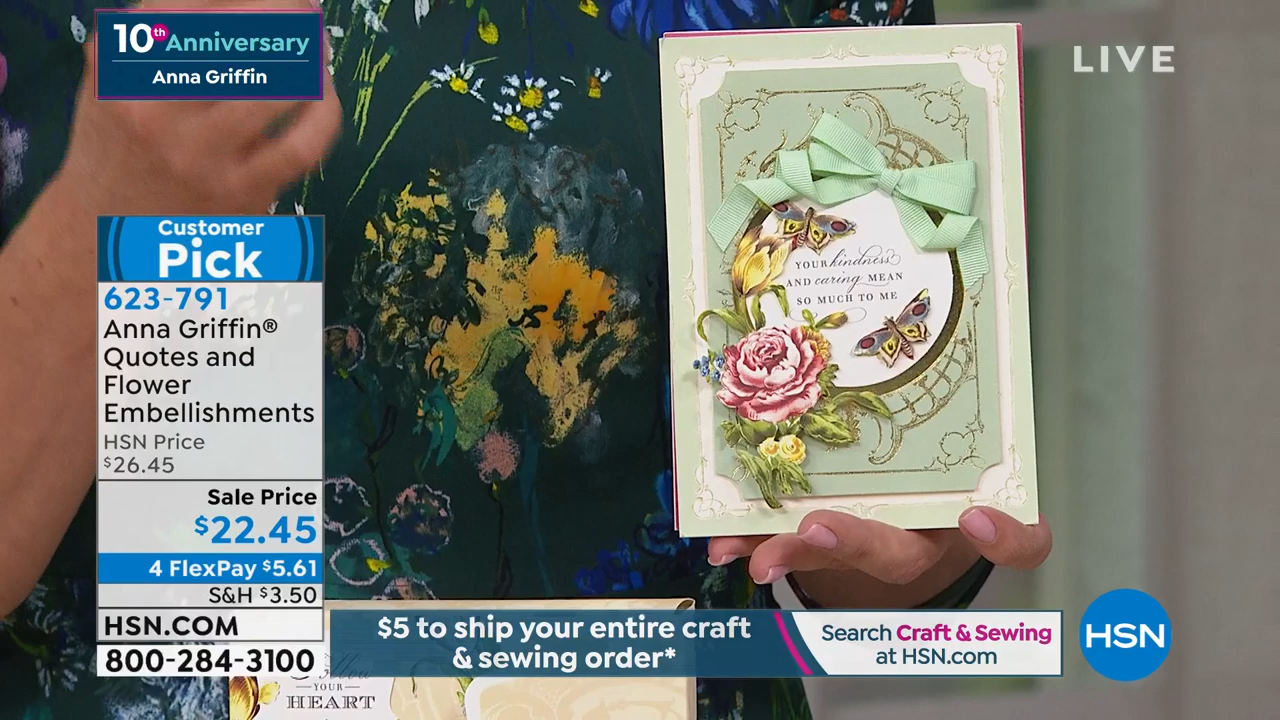 10th Anniversary
Anna Griffin
LIVE
Customer
Pick
623-791
Anna Griffin®
Quotes and
Flower
Embellishments
HSN Price
$26.45
Sale Price
$22.45
4 FlexPay $5.61
S&H $3.50
HSN.COM
800-284-3100
YOUR kindness
AND caring MEAN
SO MUCH TO ME
$5 to ship your entire craft
& sewing order*
Search Craft & Sewing
at HSN.com
HSN
YOUR
HEART